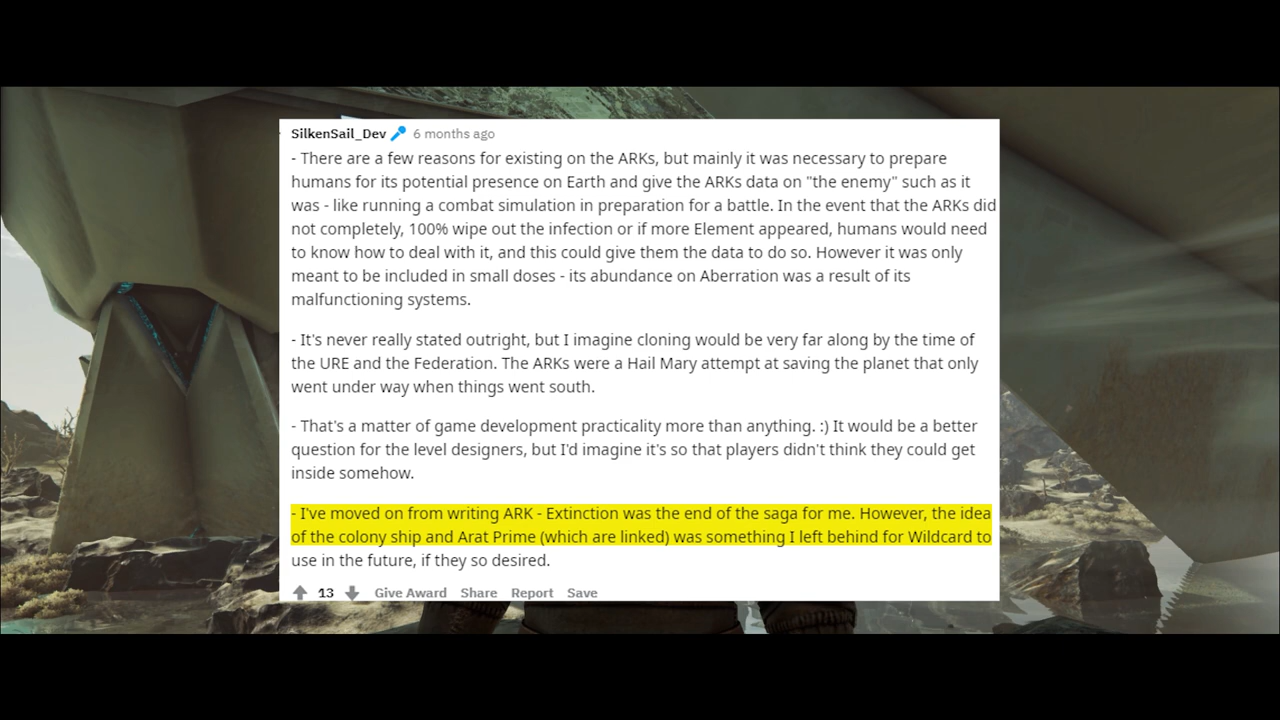 SilkenSail_Dev 6 months ago
- There are a few reasons for existing on the ARKs, but mainly it was necessary to prepare
humans for its potential presence on Earth and give the ARKs data on "the enemy" such as it
was - like running a combat simulation in preparation for a battle. In the event that the ARKs did
not completely, 100% wipe out the infection or if more Element appeared, humans would need
to know how to deal with it, and this could give them the data to do so. However it was only
meant to be included in small doses - its abundance on Aberration was a result of its
malfunctioning systems.
- It's never really stated outright, but I imagine cloning would be very far along by the time of
the URE and the Federation. The ARKs were a Hail Mary attempt at saving the planet that only
went under way when things went south.
- That's a matter of game development practicality more than anything. :) It would be a better
question for the level designers, but I'd imagine it's so that players didn't think they could get
inside somehow.
- I've moved on from writing ARK - Extinction was the end of the saga for me. However, the idea
of the colony ship and Arat Prime (which are linked) was something I left behind for Wildcard to
use in the future, if they so desired.
13 Give Award Share Report Save